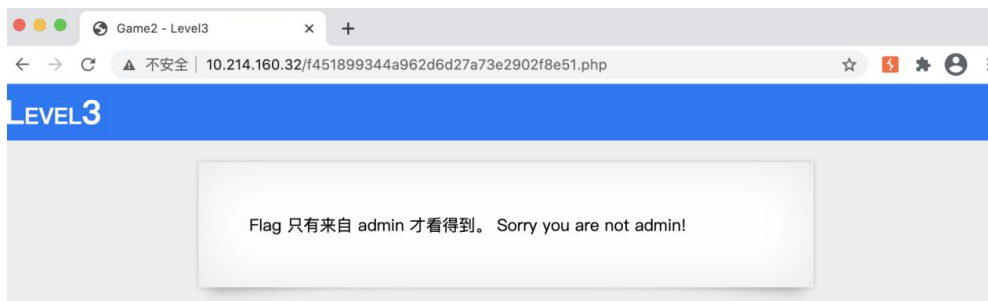 Game2 - Level3
不安全 | 10.214.160.32/f451899344a962d6d27a73e2902f8e51.php
LEVEL3
Flag 只有来自 admin 才看得到。 Sorry you are not admin!